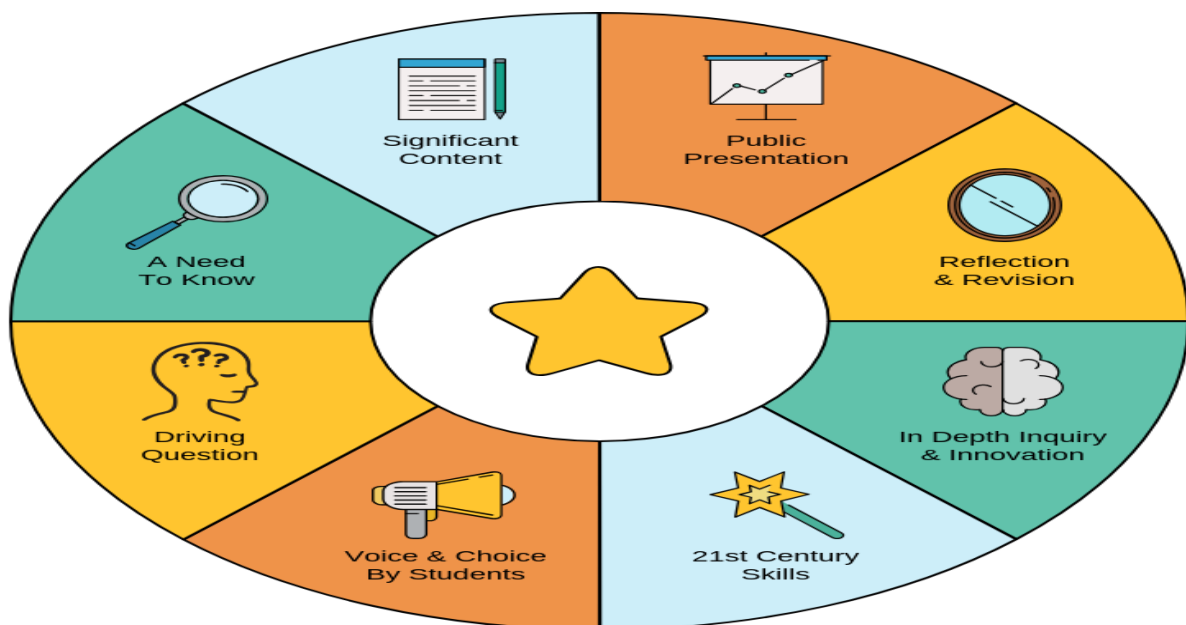 Significant
Content
Public
Presentation
Reflection
& Revision
In Depth Inquiry
& Innovation
21st Century
Skills
Voice & Choice
By Students
Driving
Question
???
A Need
To Know